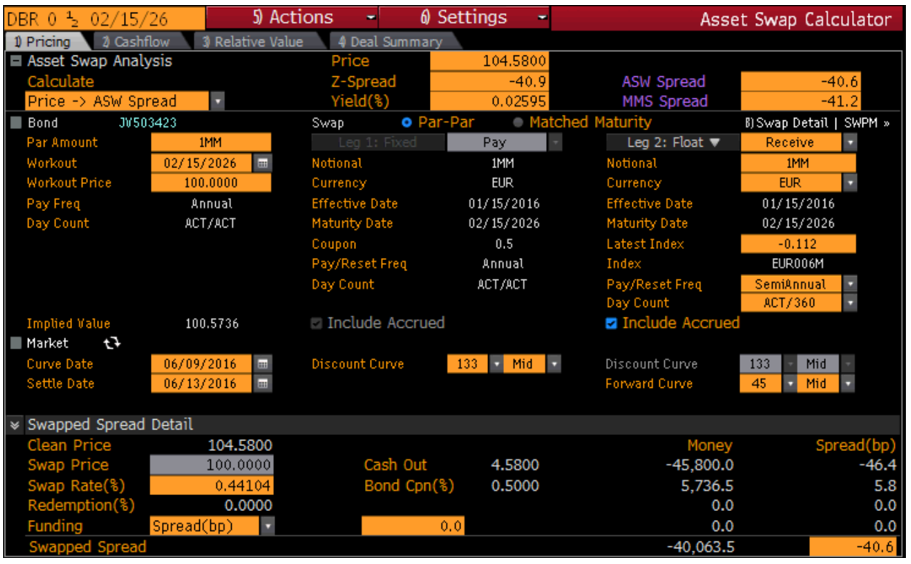 DBR 0 ½ 02/15/26 5) Actions 6) Settings Asset Swap Calculator
1) Pricing 2) Cashflow 3) Relative Value 4) Deal Summary
Asset Swap Analysis Price 104.5800
Calculate Z-Spread -40.9 ASW Spread -40.6
Price -> ASW Spread Yield(%) 0.02595 MMS Spread -41.2
Bond JV503423 Swap Par-Par Matched Maturity 8) Swap Detail | SWPM »
Par Amount 1MM Leg 1: Fixed Pay Leg 2: Float Receive
Workout 02/15/2026 Notional 1MM Notional 1MM
Workout Price 100.0000 Currency EUR Currency EUR
Pay Freq Annual Effective Date 01/15/2016 Effective Date 01/15/2016
Day Count ACT/ACT Maturity Date 02/15/2026 Maturity Date 02/15/2026
Coupon 0.5 Latest Index -0.112
Pay/Reset Freq Annual Index EUR006M
Day Count ACT/ACT Pay/Reset Freq SemiAnnual
Day Count ACT/360
Implied Value 100.5736 Include Accrued Include Accrued
Market
Curve Date 06/09/2016 Discount Curve 133 Mid Discount Curve 133 Mid
Settle Date 06/13/2016 Forward Curve 45 Mid
Swapped Spread Detail
Clean Price 104.5800 Money Spread(bp)
Swap Price 100.0000 Cash Out 4.5800 -45,800.0 -46.4
Swap Rate(%) 0.44104 Bond Cpn(%) 0.5000 5,736.5 5.8
Redemption(%) 0.0000 0.0 0.0
Funding Spread(bp) 0.0 0.0 0.0
Swapped Spread -40,063.5 -40.6